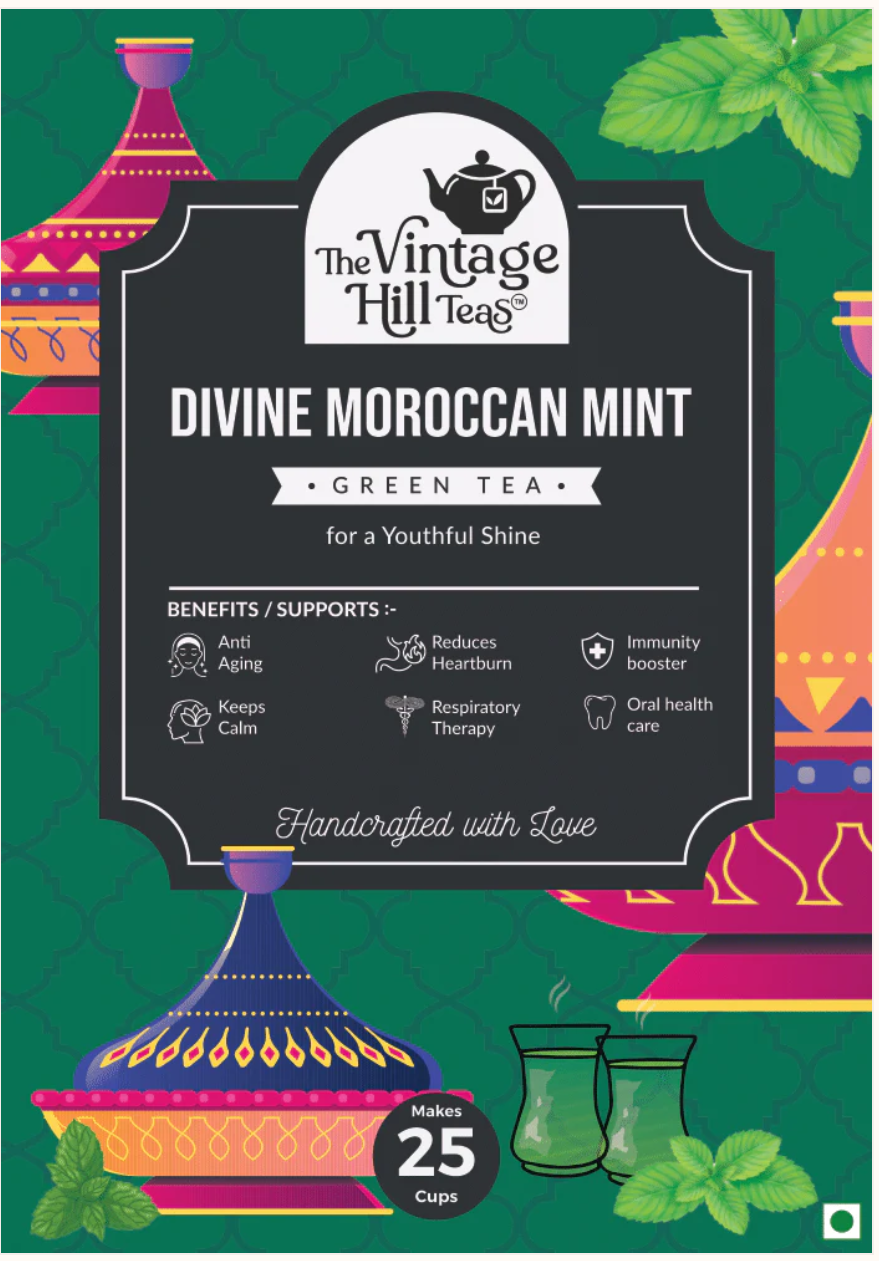 The Vintage
Hill Teas™
DIVINE MOROCCAN MINT
• GREEN TEA •
for a Youthful Shine
BENEFITS / SUPPORTS :-
Anti
Aging
Reduces
Heartburn
Immunity
booster
Keeps
Calm
Respiratory
Therapy
Oral health
care
Handcrafted with Love
Makes
25
Cups